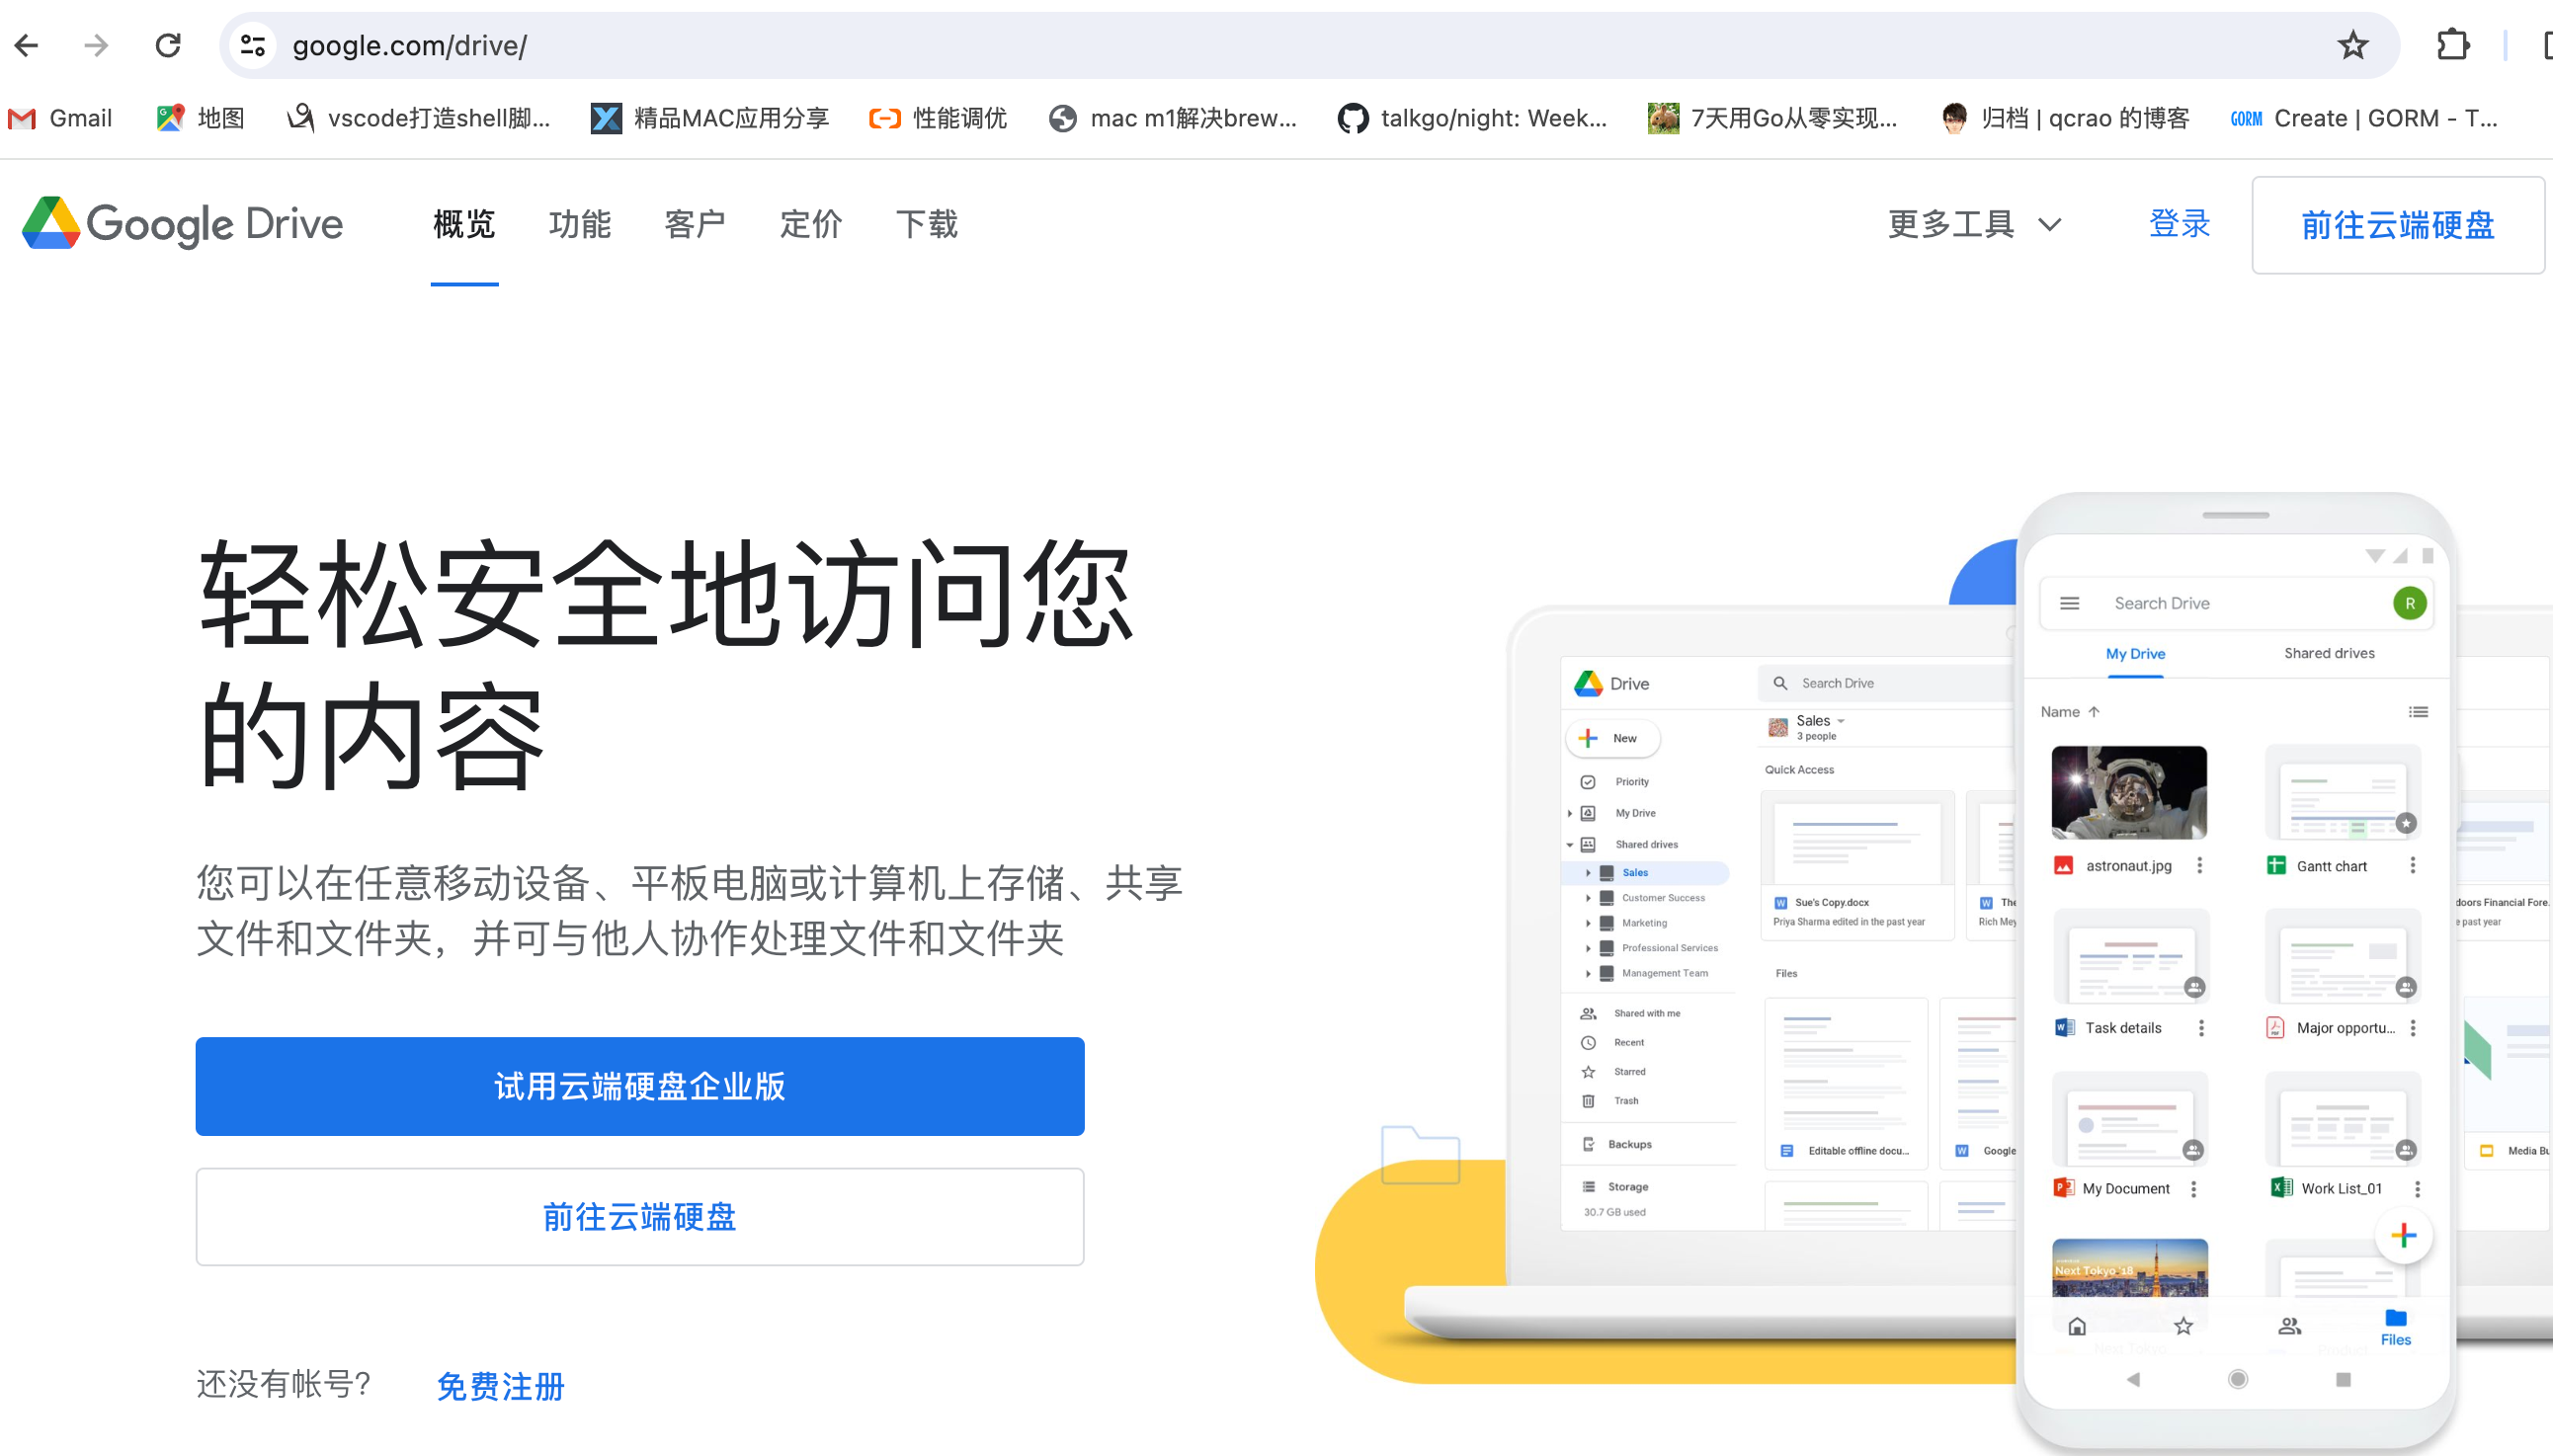 google.com/drive/
Gmail 地图 vscode打造shell脚... 精品MAC应用分享 性能调优 mac m1解决brew... talkgo/night: Week... 7天用Go从零实现... 归档 | qcrao 的博客 GORM Create | GORM - T...
Google Drive 概览 功能 客户 定价 下载 更多工具 登录 前往云端硬盘
轻松安全地访问您
的内容
您可以在任意移动设备、平板电脑或计算机上存储、共享
文件和文件夹，并可与他人协作处理文件和文件夹
试用云端硬盘企业版
前往云端硬盘
还没有帐号？ 免费注册
Drive
Search Drive
New
Sales
3 people
Priority
My Drive
Shared drives
Sales
Customer Success
Marketing
Professional Services
Management Team
Shared with me
Recent
Starred
Trash
Backups
Storage
30.7 GB used
Quick Access
Sue's Copy.docx
Priya Sharma edited in the past year
The
Rich Mey
Files
Editable offline docu...
Google
doors Financial Fore...
e past year
Media Bu
Search Drive
R
My Drive
Shared drives
Name
astronaut.jpg
Gantt chart
Task details
Major opportu...
My Document
Work List_01
Next Tokyo '18
Next Tokyo
Product
Files